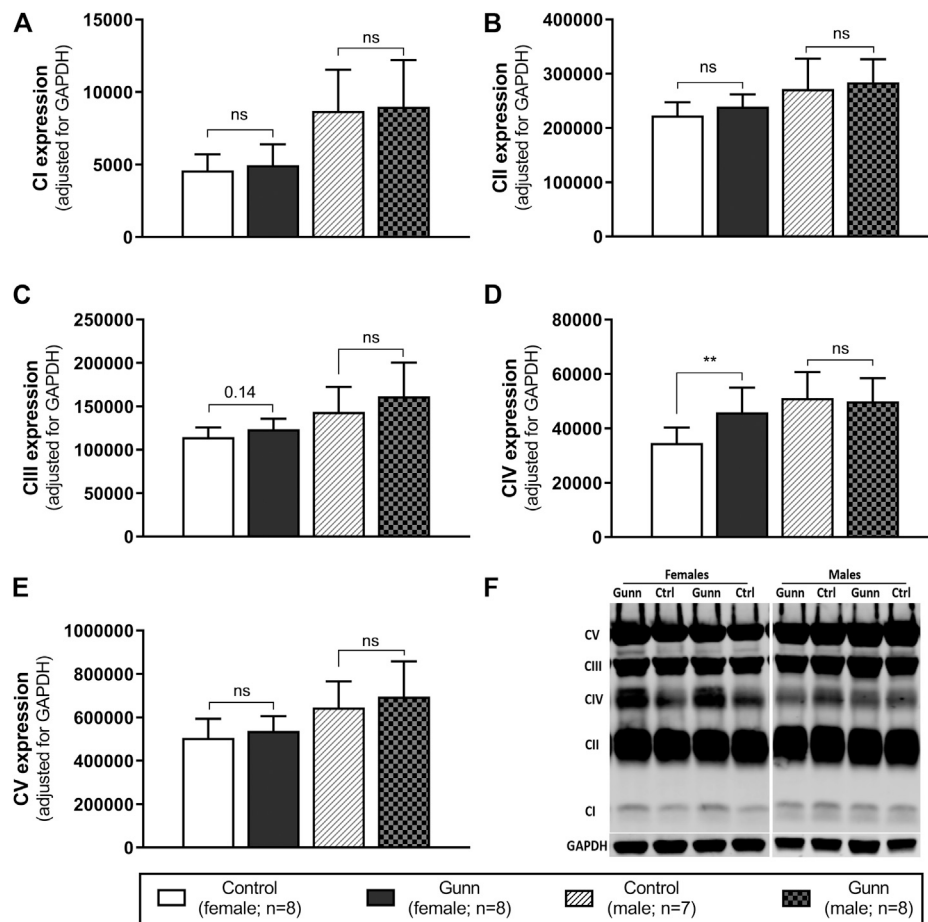 A
CI expression
(adjusted for GAPDH)
15000
10000
5000
0
ns
ns
B
CII expression
(adjusted for GAPDH)
400000
300000
200000
100000
0
ns
ns
C
CIII expression
(adjusted for GAPDH)
250000
200000
150000
100000
50000
0
0.14
ns
D
CIV expression
(adjusted for GAPDH)
80000
60000
40000
20000
0
**
ns
E
CV expression
(adjusted for GAPDH)
1000000
800000
600000
400000
200000
0
ns
ns
F
Females Males
Gunn Ctrl Gunn Ctrl Gunn Ctrl Gunn Ctrl
CV
CIII
CIV
CII
CI
GAPDH
Control
(female; n=8)
Gunn
(female; n=8)
Control
(male; n=7)
Gunn
(male; n=8)